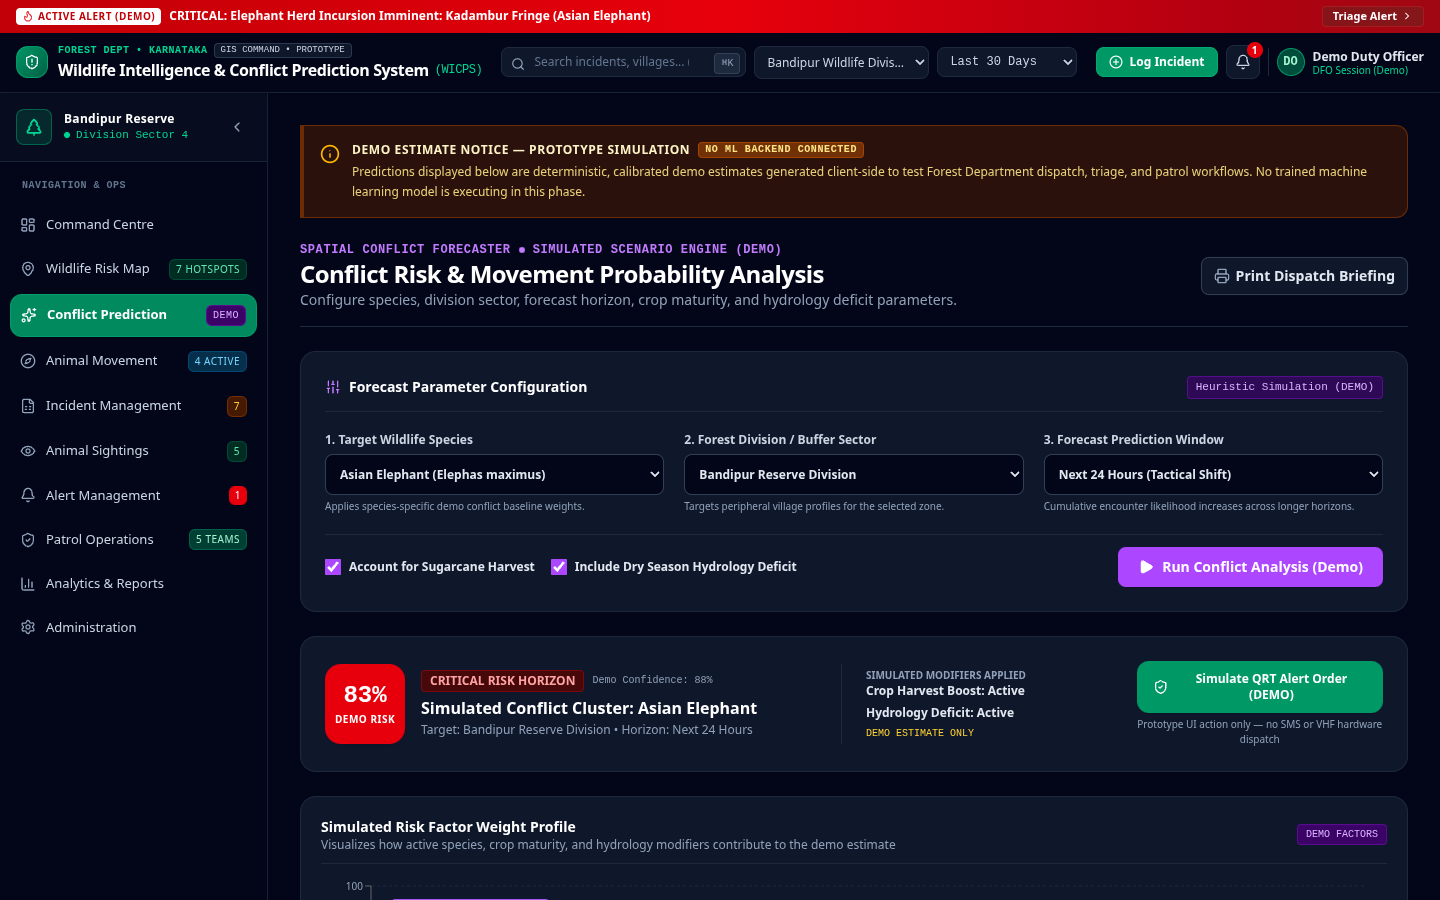 ACTIVE ALERT (DEMO) CRITICAL: Elephant Herd Incursion Imminent: Kadambur Fringe (Asian Elephant)
Triage Alert
FOREST DEPT • KARNATAKA GIS COMMAND • PROTOTYPE
Wildlife Intelligence & Conflict Prediction System (WICPS)
Search incidents, villages... ⌘K
Bandipur Wildlife Divis...
Last 30 Days
Log Incident
1
DO
Demo Duty Officer
DFO Session (Demo)
Bandipur Reserve
Division Sector 4
NAVIGATION & OPS
Command Centre
Wildlife Risk Map 7 HOTSPOTS
Conflict Prediction DEMO
Animal Movement 4 ACTIVE
Incident Management 7
Animal Sightings 5
Alert Management 1
Patrol Operations 5 TEAMS
Analytics & Reports
Administration
DEMO ESTIMATE NOTICE — PROTOTYPE SIMULATION NO ML BACKEND CONNECTED
Predictions displayed below are deterministic, calibrated demo estimates generated client-side to test Forest Department dispatch, triage, and patrol workflows. No trained machine
learning model is executing in this phase.
SPATIAL CONFLICT FORECASTER ● SIMULATED SCENARIO ENGINE (DEMO)
Conflict Risk & Movement Probability Analysis
Configure species, division sector, forecast horizon, crop maturity, and hydrology deficit parameters.
Print Dispatch Briefing
Forecast Parameter Configuration
Heuristic Simulation (DEMO)
1. Target Wildlife Species
Asian Elephant (Elephas maximus)
Applies species-specific demo conflict baseline weights.
2. Forest Division / Buffer Sector
Bandipur Reserve Division
Targets peripheral village profiles for the selected zone.
3. Forecast Prediction Window
Next 24 Hours (Tactical Shift)
Cumulative encounter likelihood increases across longer horizons.
Account for Sugarcane Harvest
Include Dry Season Hydrology Deficit
Run Conflict Analysis (Demo)
83%
DEMO RISK
CRITICAL RISK HORIZON Demo Confidence: 88%
Simulated Conflict Cluster: Asian Elephant
Target: Bandipur Reserve Division • Horizon: Next 24 Hours
SIMULATED MODIFIERS APPLIED
Crop Harvest Boost: Active
Hydrology Deficit: Active
DEMO ESTIMATE ONLY
Simulate QRT Alert Order
(DEMO)
Prototype UI action only — no SMS or VHF hardware
dispatch
Simulated Risk Factor Weight Profile
Visualizes how active species, crop maturity, and hydrology modifiers contribute to the demo estimate
DEMO FACTORS
100